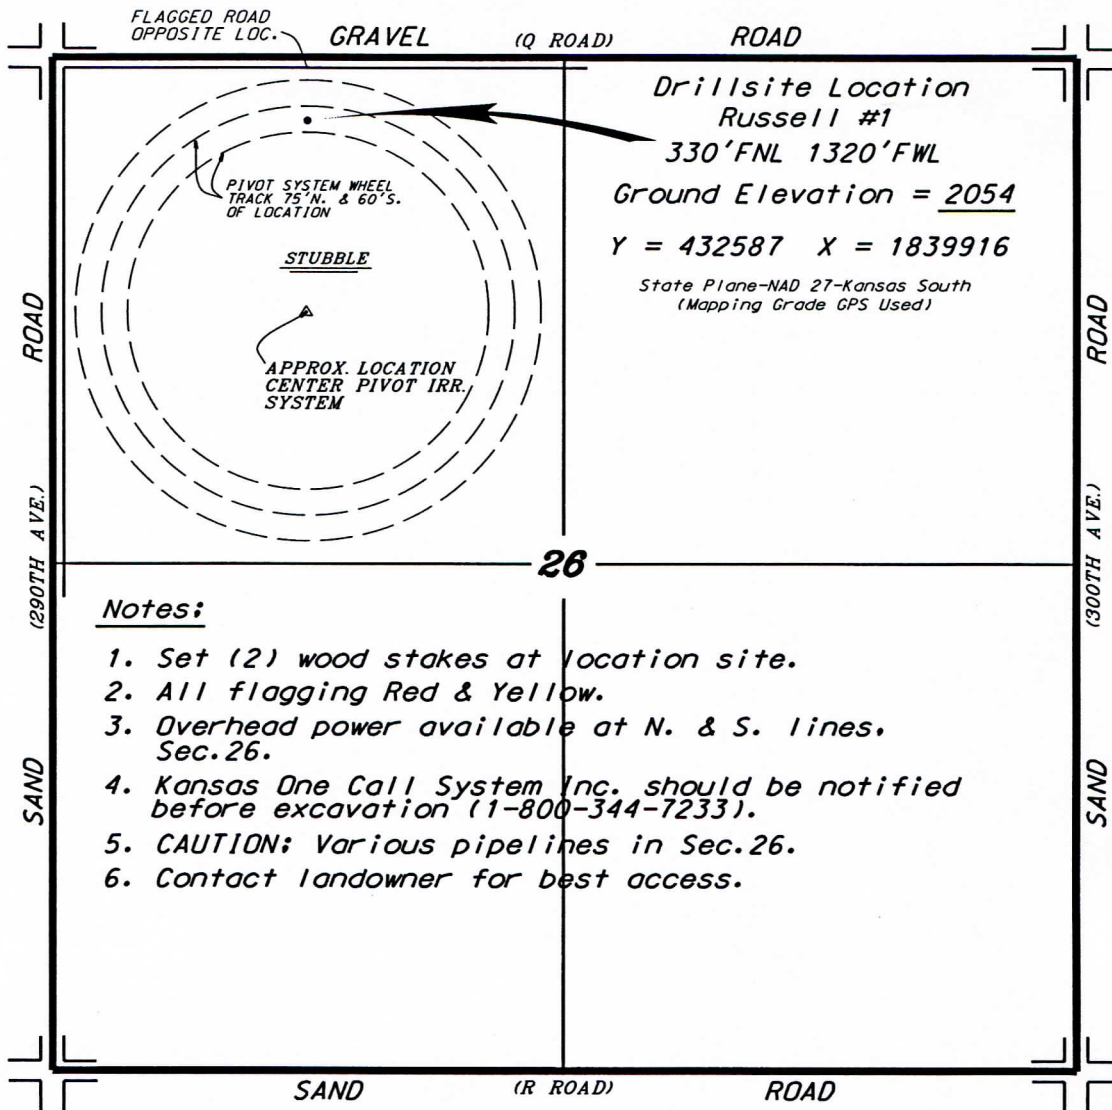 FLAGGED ROAD
OPPOSITE LOC.
GRAVEL (Q ROAD) ROAD
Drillsite Location
Russell #1
330'FNL 1320'FWL
Ground Elevation = 2054
Y = 432587 X = 1839916
State Plane-NAD 27-Kansas South
(Mapping Grade GPS Used)
PIVOT SYSTEM WHEEL
TRACK 75'N. & 60'S.
OF LOCATION
STUBBLE
APPROX. LOCATION
CENTER PIVOT IRR.
SYSTEM
SAND (290TH AVE.) ROAD
SAND (300TH AVE.) ROAD
26
Notes:
1. Set (2) wood stakes at location site.
2. All flagging Red & Yellow.
3. Overhead power available at N. & S. lines,
Sec.26.
4. Kansas One Call System Inc. should be notified
before excavation (1-800-344-7233).
5. CAUTION: Various pipelines in Sec.26.
6. Contact landowner for best access.
SAND (R ROAD) ROAD